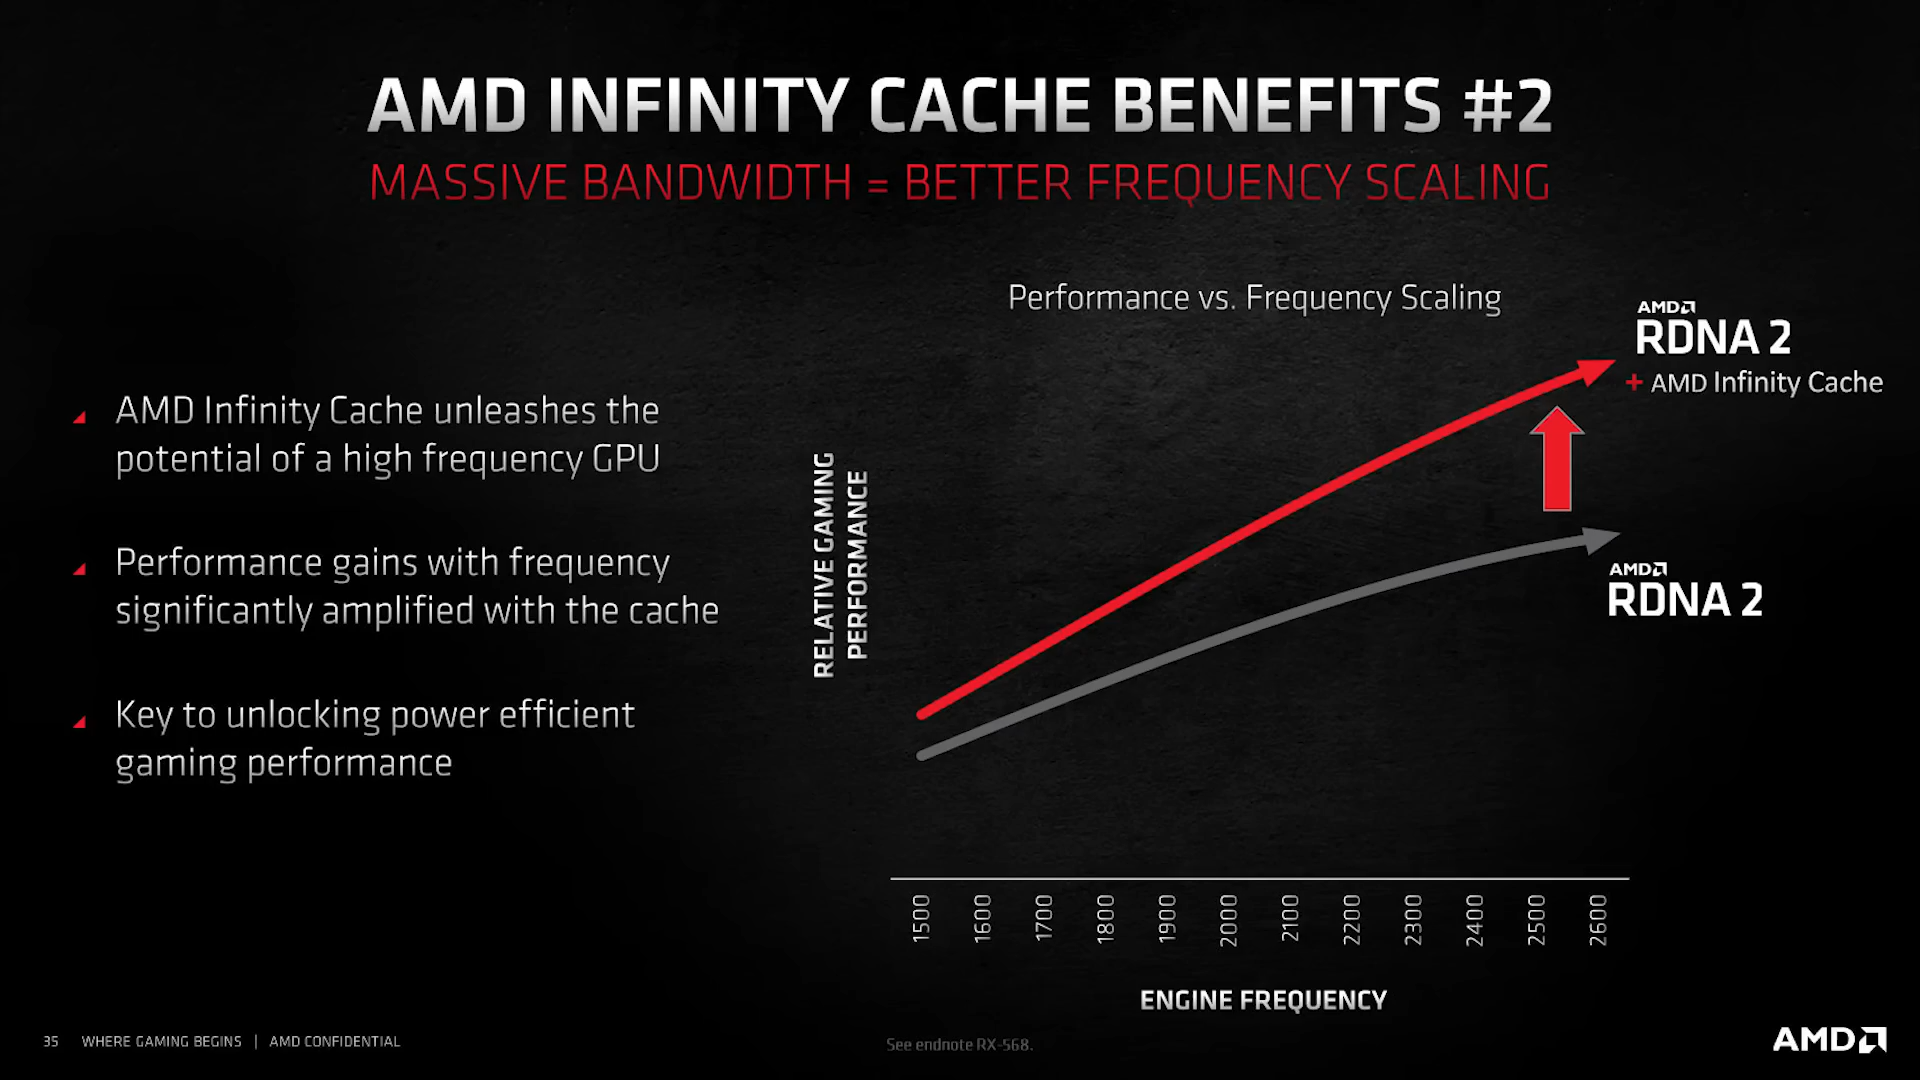 AMD INFINITY CACHE BENEFITS #2
MASSIVE BANDWIDTH = BETTER FREQUENCY SCALING
AMD Infinity Cache unleashes the
potential of a high frequency GPU
Performance gains with frequency
significantly amplified with the cache
Key to unlocking power efficient
gaming performance
Performance vs. Frequency Scaling
AMD
RDNA 2
+ AMD Infinity Cache
AMD
RDNA 2
RELATIVE GAMING
PERFORMANCE
1500 1600 1700 1800 1900 2000 2100 2200 2300 2400 2500 2600
ENGINE FREQUENCY
35 WHERE GAMING BEGINS | AMD CONFIDENTIAL
See endnote RX-568.
AMD